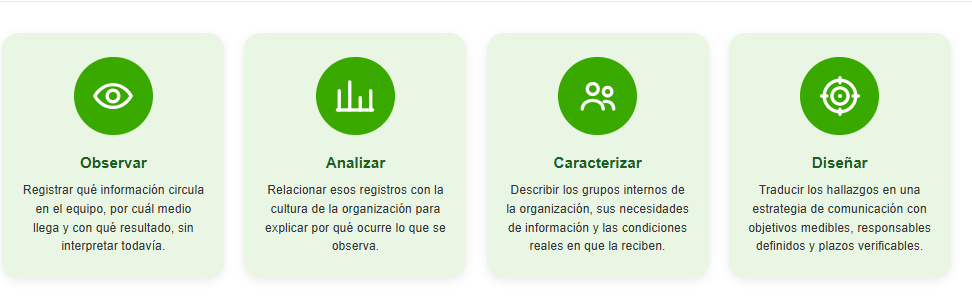 Observar
Registrar qué información circula
en el equipo, por cuál medio
llega y con qué resultado, sin
interpretar todavía.
Analizar
Relacionar esos registros con la
cultura de la organización para
explicar por qué ocurre lo que se
observa.
Caracterizar
Describir los grupos internos de
la organización, sus necesidades
de información y las condiciones
reales en que la reciben.
Diseñar
Traducir los hallazgos en una
estrategia de comunicación con
objetivos medibles, responsables
definidos y plazos verificables.